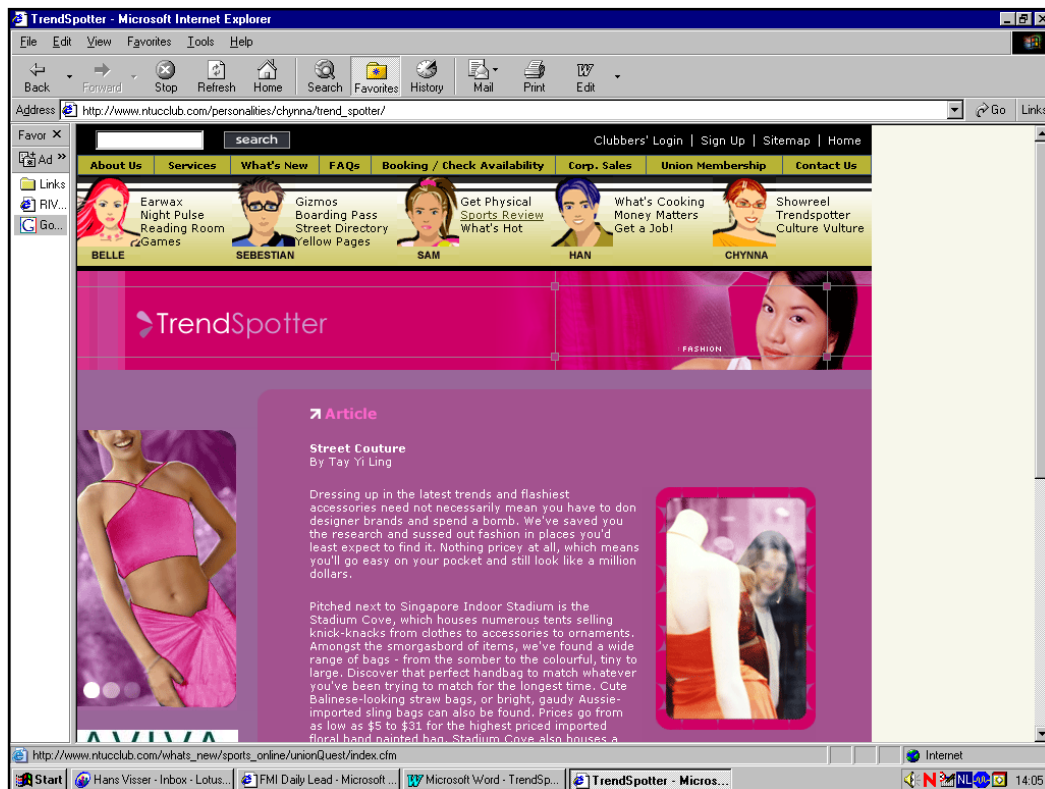 TrendSpotter - Microsoft Internet Explorer
File Edit View Favorites Tools Help
Back Forward Stop Refresh Home Search Favorites History Mail Print Edit
Address http://www.ntucclub.com/personalities/chynna/trend_spotter/ Go Links
Favor
Ad
Links
RIV...
Go...
search
Clubbers' Login | Sign Up | Sitemap | Home
About Us Services What's New FAQs Booking / Check Availability Corp. Sales Union Membership Contact Us
Earwax
Night Pulse
Reading Room
Games
BELLE
Gizmos
Boarding Pass
Street Directory
Yellow Pages
SEBESTIAN
Get Physical
Sports Review
What's Hot
SAM
What's Cooking
Money Matters
Get a Job!
HAN
Showreel
Trendspotter
Culture Vulture
CHYNNA
TrendSpotter
FASHION
Article
Street Couture
By Tay Yi Ling
Dressing up in the latest trends and flashiest
accessories need not necessarily mean you have to don
designer brands and spend a bomb. We've saved you
the research and sussed out fashion in places you'd
least expect to find it. Nothing pricey at all, which means
you'll go easy on your pocket and still look like a million
dollars.
Pitched next to Singapore Indoor Stadium is the
Stadium Cove, which houses numerous tents selling
knick-knacks from clothes to accessories to ornaments.
Amongst the smorgasbord of items, we've found a wide
range of bags - from the somber to the colourful, tiny to
large. Discover that perfect handbag to match whatever
you've been trying to match for the longest time. Cute
Balinese-looking straw bags, or bright, gaudy Aussie-
imported sling bags can also be found. Prices go from
as low as $5 to $31 for the highest priced imported
floral hand painted bag. Stadium Cove also houses a
AVIVA
http://www.ntucclub.com/whats_new/sports_online/unionQuest/index.cfm
Internet
Start Hans Visser - Inbox - Lotus... FMI Daily Lead - Microsoft ... Microsoft Word - TrendSp... TrendSpotter - Micros... NL 14:05